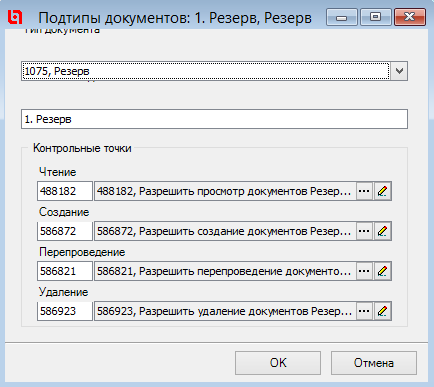 Подтипы документов: 1. Резерв, Резерв
Тип документа
1075, Резерв
1. Резерв
Контрольные точки
Чтение
488182 488182, Разрешить просмотр документов Резер... ...
Создание
586872 586872, Разрешить создание документов Резер... ...
Перепроведение
586821 586821, Разрешить перепроведение документо... ...
Удаление
586923 586923, Разрешить удаление документов Резер... ...
OK Отмена